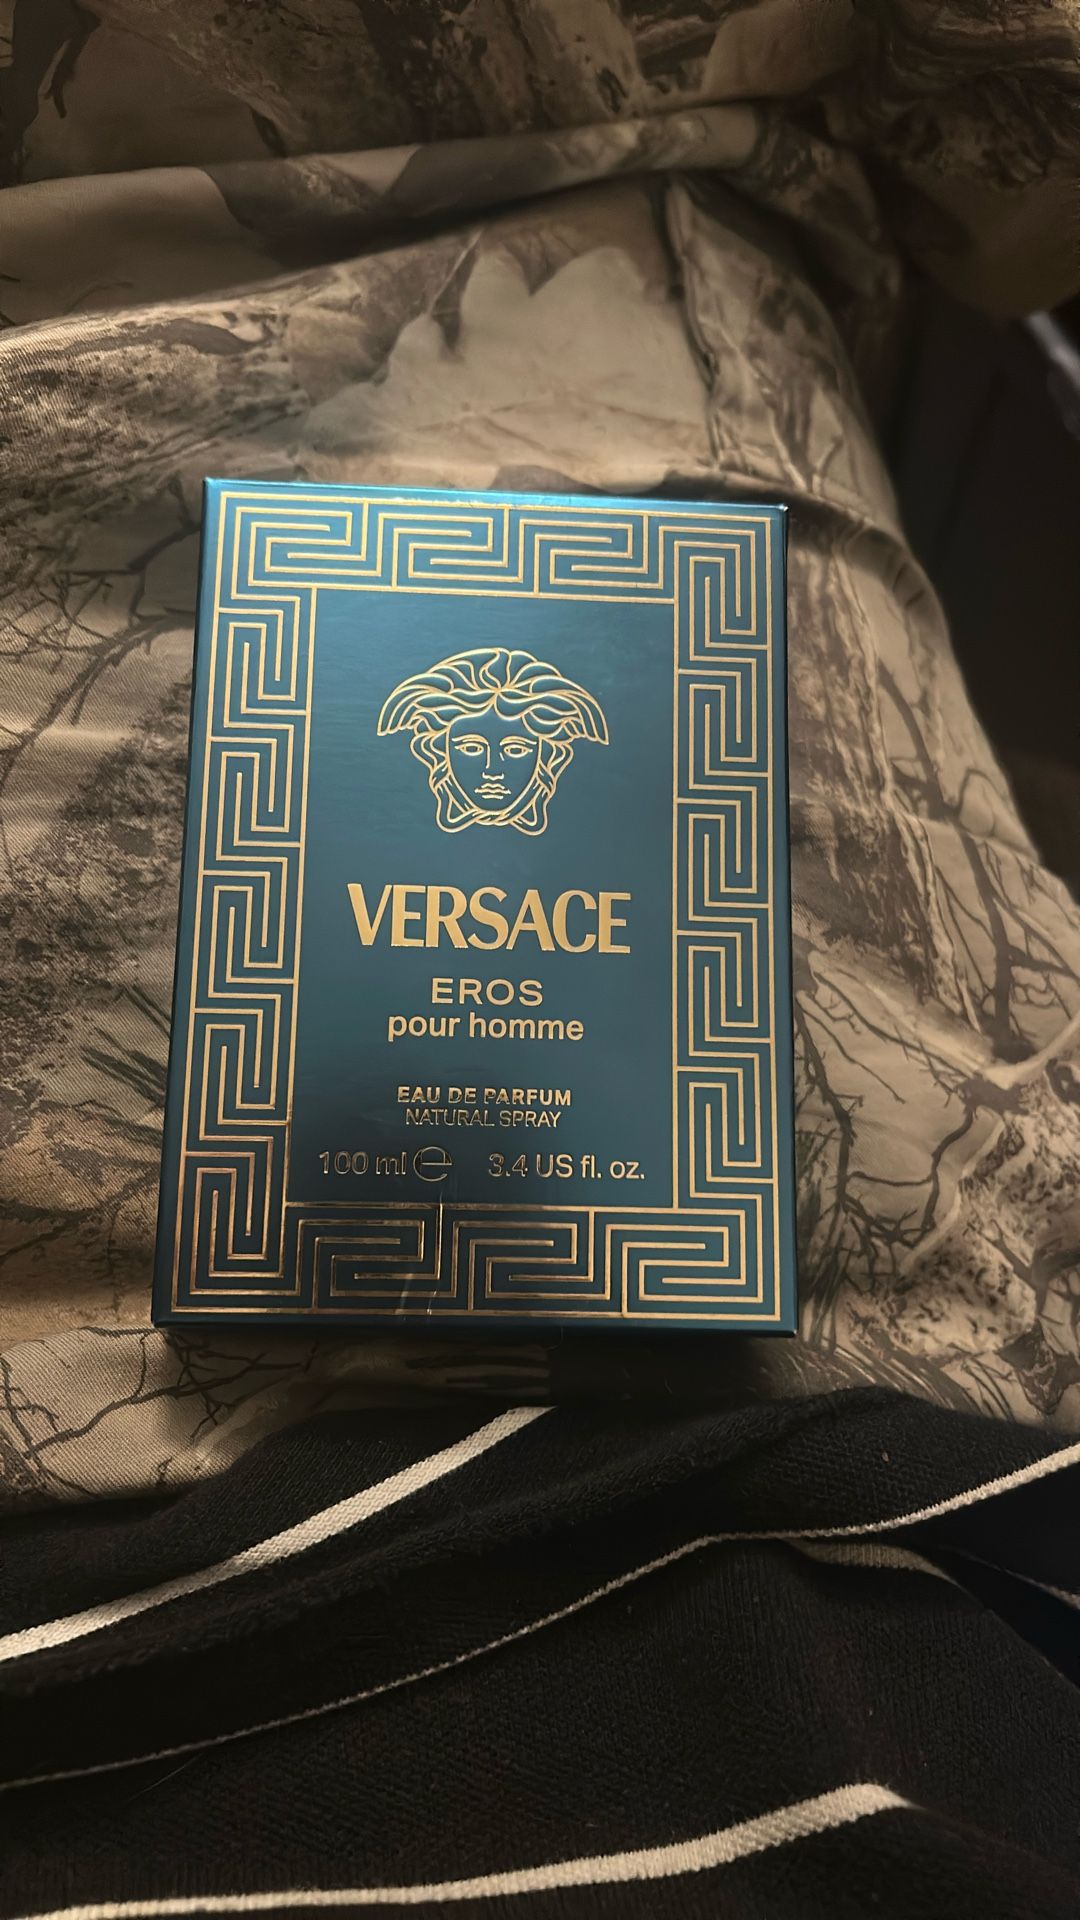 VERSACE
EROS
pour homme
EAU DE PARFUM
NATURAL SPRAY
100 ml ℮ 3.4 US fl. oz.